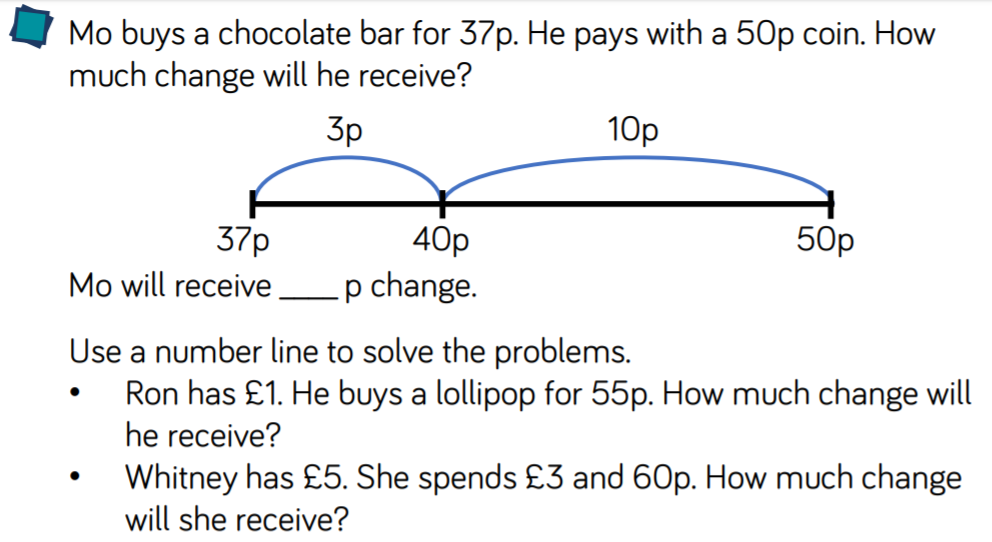 Mo buys a chocolate bar for 37p. He pays with a 50p coin. How
much change will he receive?
3p 10p
37p 40p 50p
Mo will receive ____ p change.
Use a number line to solve the problems.
• Ron has £1. He buys a lollipop for 55p. How much change will
he receive?
• Whitney has £5. She spends £3 and 60p. How much change
will she receive?